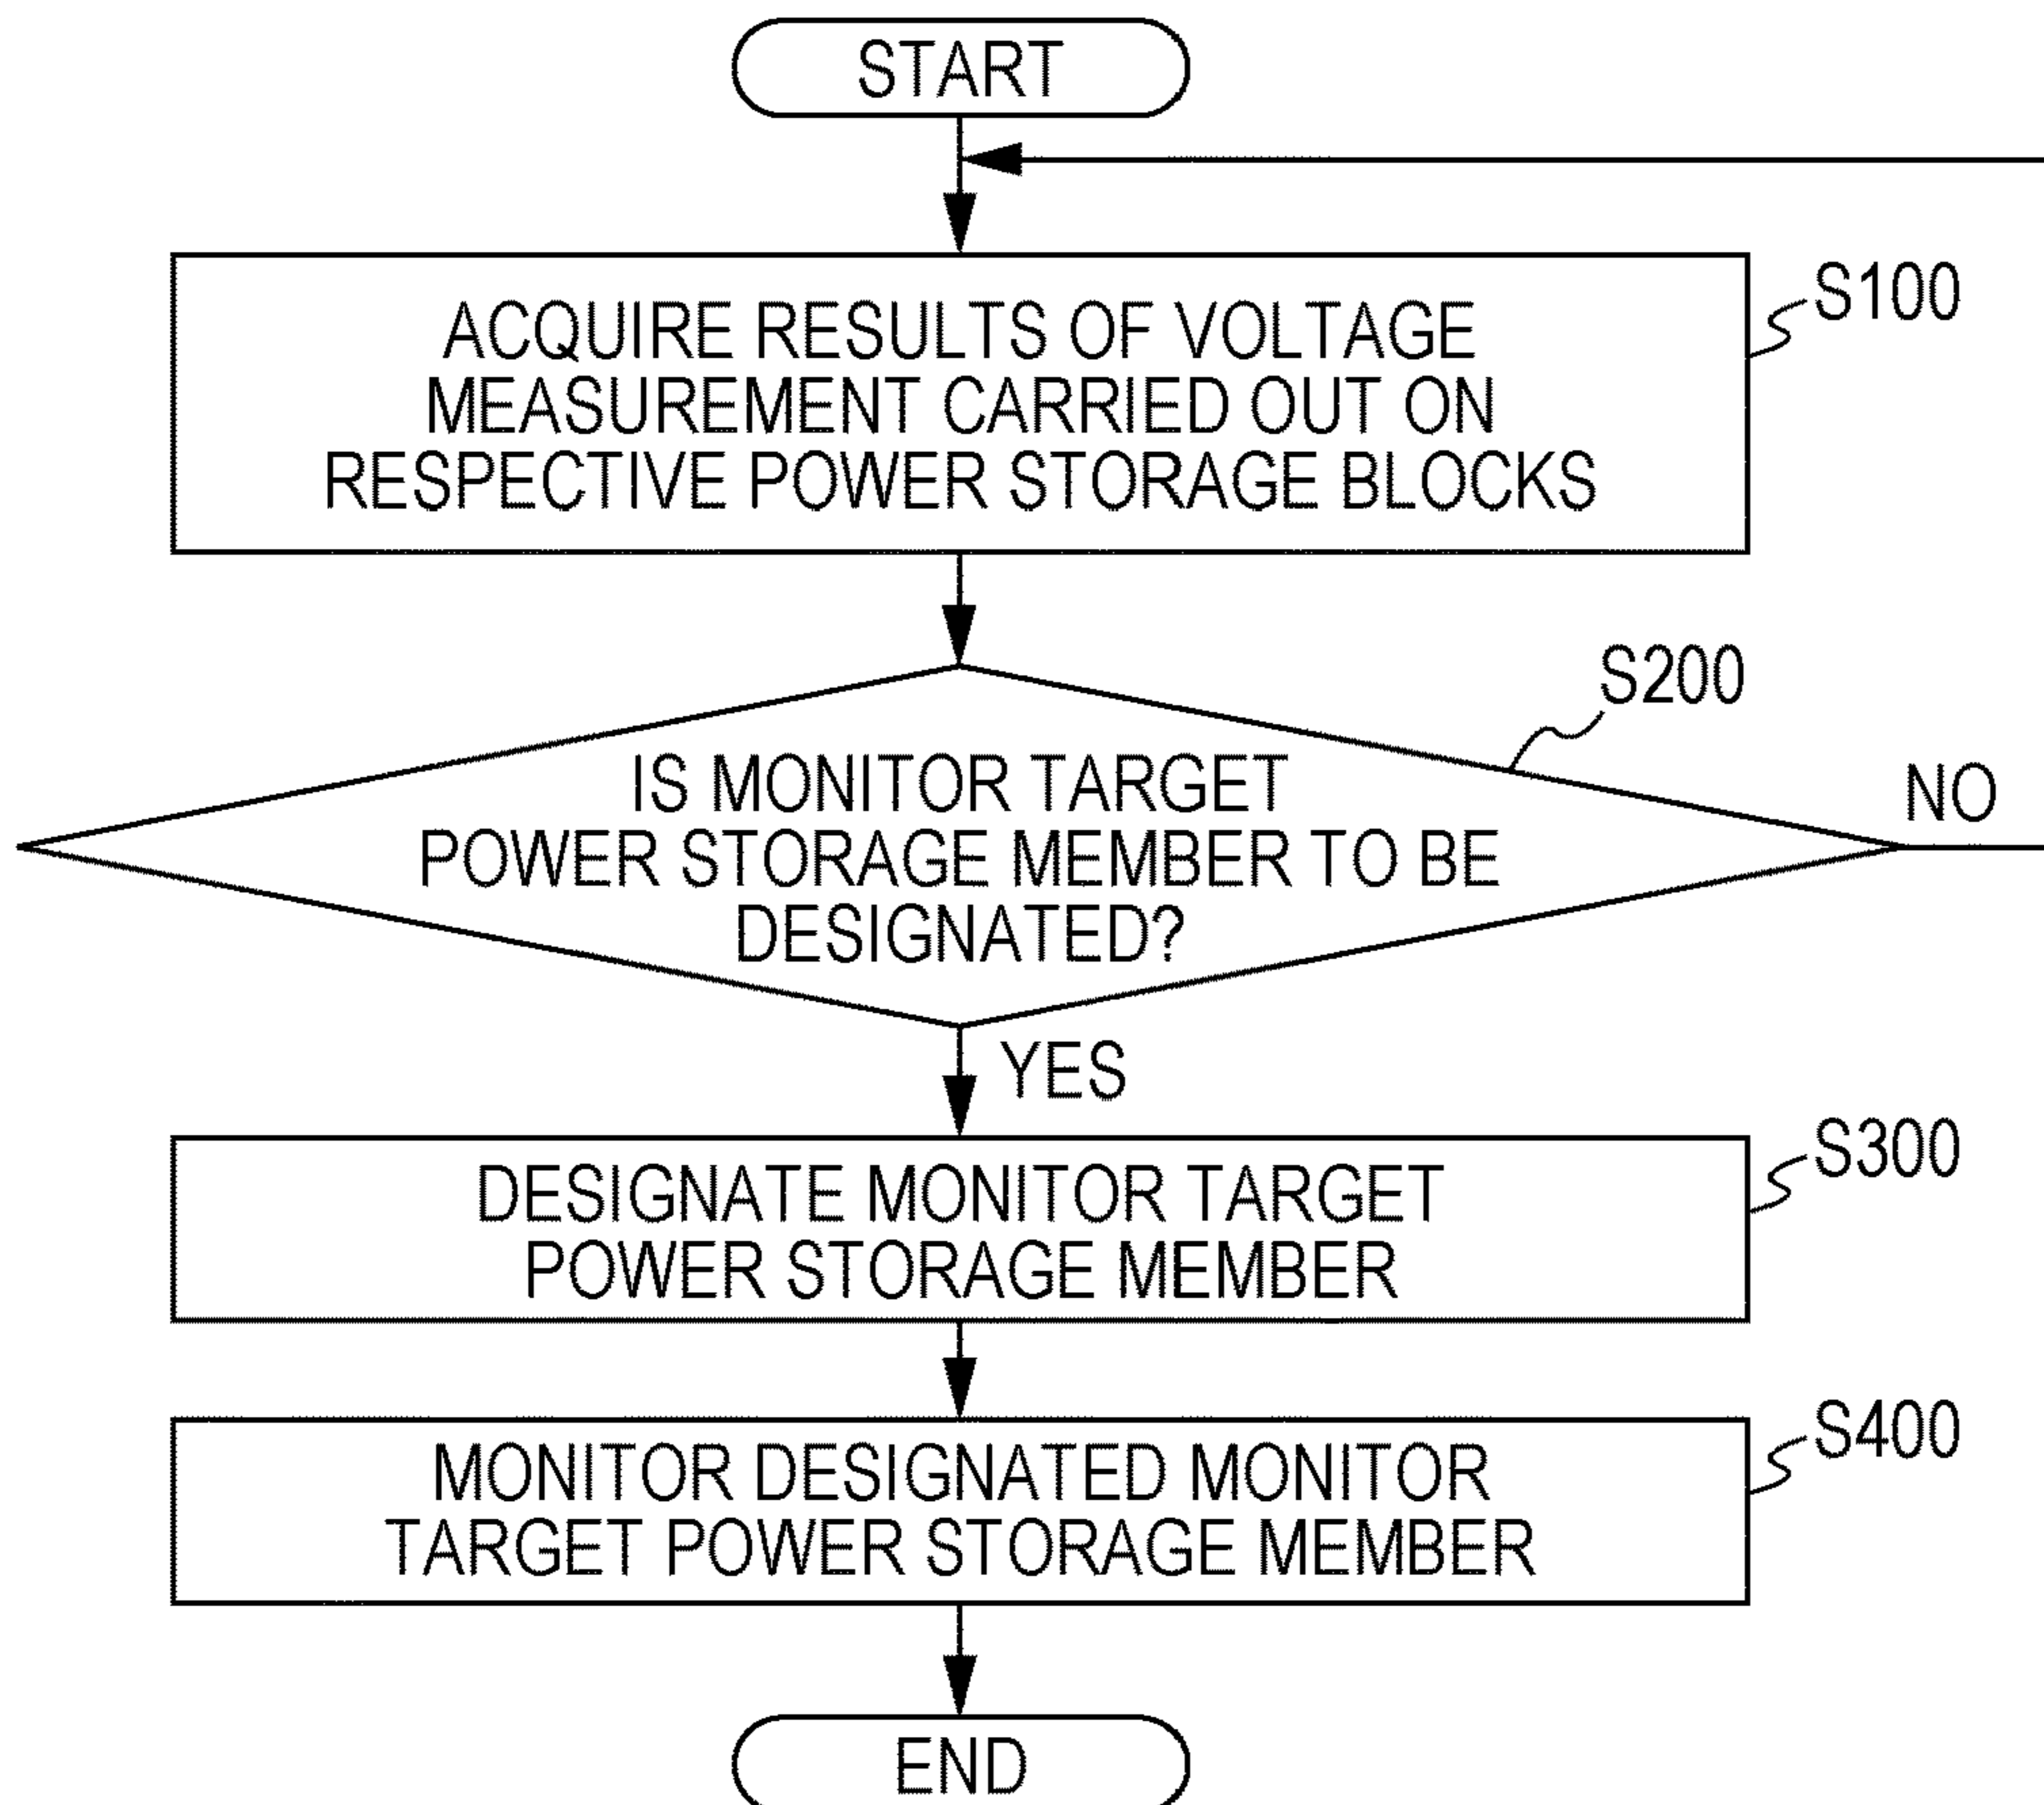 START
ACQUIRE RESULTS OF VOLTAGE
MEASUREMENT CARRIED OUT ON
RESPECTIVE POWER STORAGE BLOCKS
S100
S200
IS MONITOR TARGET
POWER STORAGE MEMBER TO BE
DESIGNATED?
NO
YES
DESIGNATE MONITOR TARGET
POWER STORAGE MEMBER
S300
MONITOR DESIGNATED MONITOR
TARGET POWER STORAGE MEMBER
S400
END